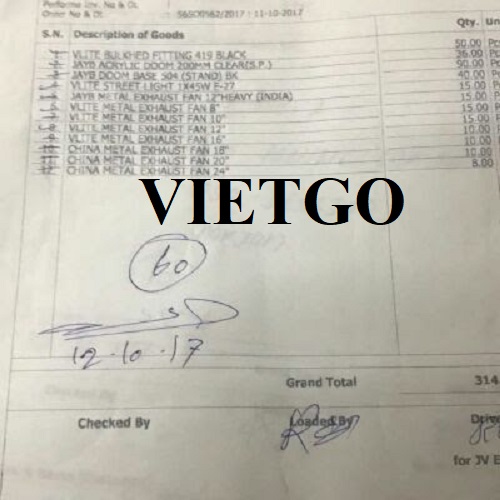 Performa Inv. No & Dt.
Order No & Dt. : 11-10-2017
S.N. Description of Goods Qty.
VLITE BULKHED FITTING 419 BLACK 50.00
JAYB ACRYLIC DOOM 200MM CLEAR(S.P.) 36.00
JAYB DOOM BASE 504 (STAND) BK 90.00
VLITE STREET LIGHT 1X45W E-27 40.00
JAYB METAL EXHAUST FAN 12"HEAVY (INDIA) 15.00
VLITE METAL EXHAUST FAN 8" 15.00
VLITE METAL EXHAUST FAN 10" 15.00
VLITE METAL EXHAUST FAN 12" 15.00
VLITE METAL EXHAUST FAN 16" 10.00
CHINA METAL EXHAUST FAN 18" 10.00
CHINA METAL EXHAUST FAN 20" 10.00
CHINA METAL EXHAUST FAN 24" 8.00
VIETGO
60
12.10.17
Grand Total 314
Checked By Loaded By
for JV E